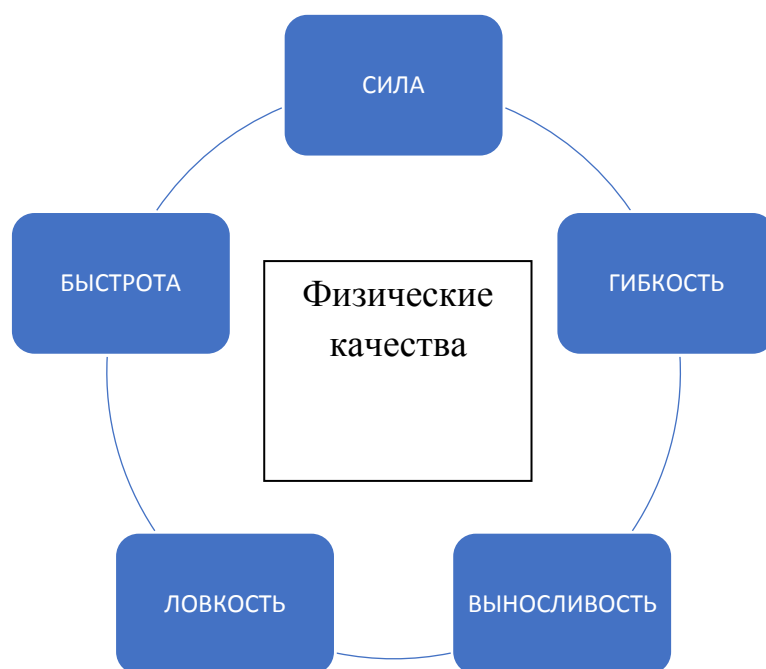 СИЛА
БЫСТРОТА
ГИБКОСТЬ
Физические
качества
ЛОВКОСТЬ
ВЫНОСЛИВОСТЬ